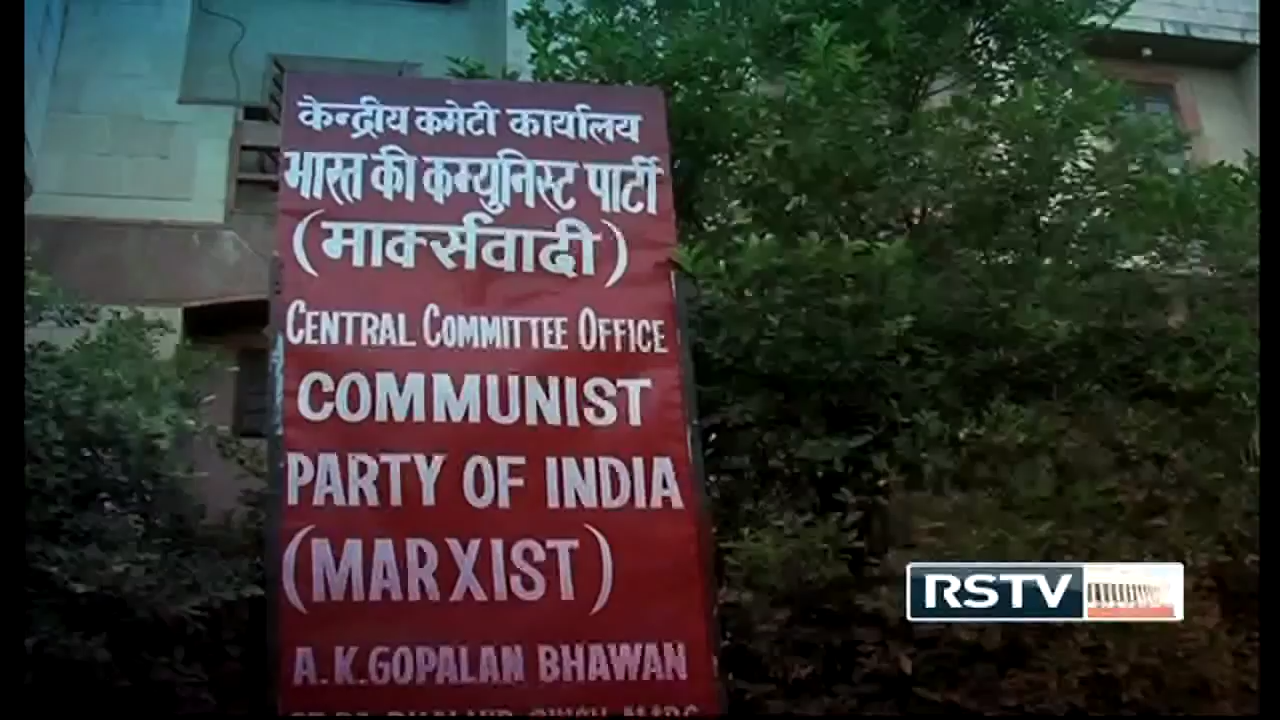 केन्द्रीय कमेटी कार्यालय
भारत की कम्युनिस्ट पार्टी
(मार्क्सवादी)
CENTRAL COMMITTEE OFFICE
COMMUNIST
PARTY OF INDIA
(MARXIST)
A.K.GOPALAN BHAWAN
RSTV